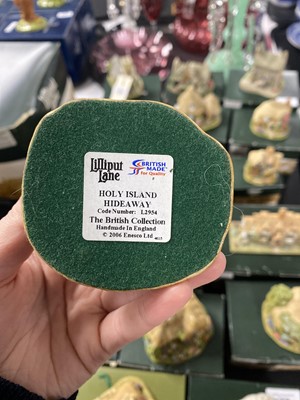 Lilliput
Lane
BRITISH
MADE
for Quality
HOLY ISLAND
HIDEAWAY
Code Number: L2954
The British Collection
Handmade In England
© 2006 Enesco Ltd